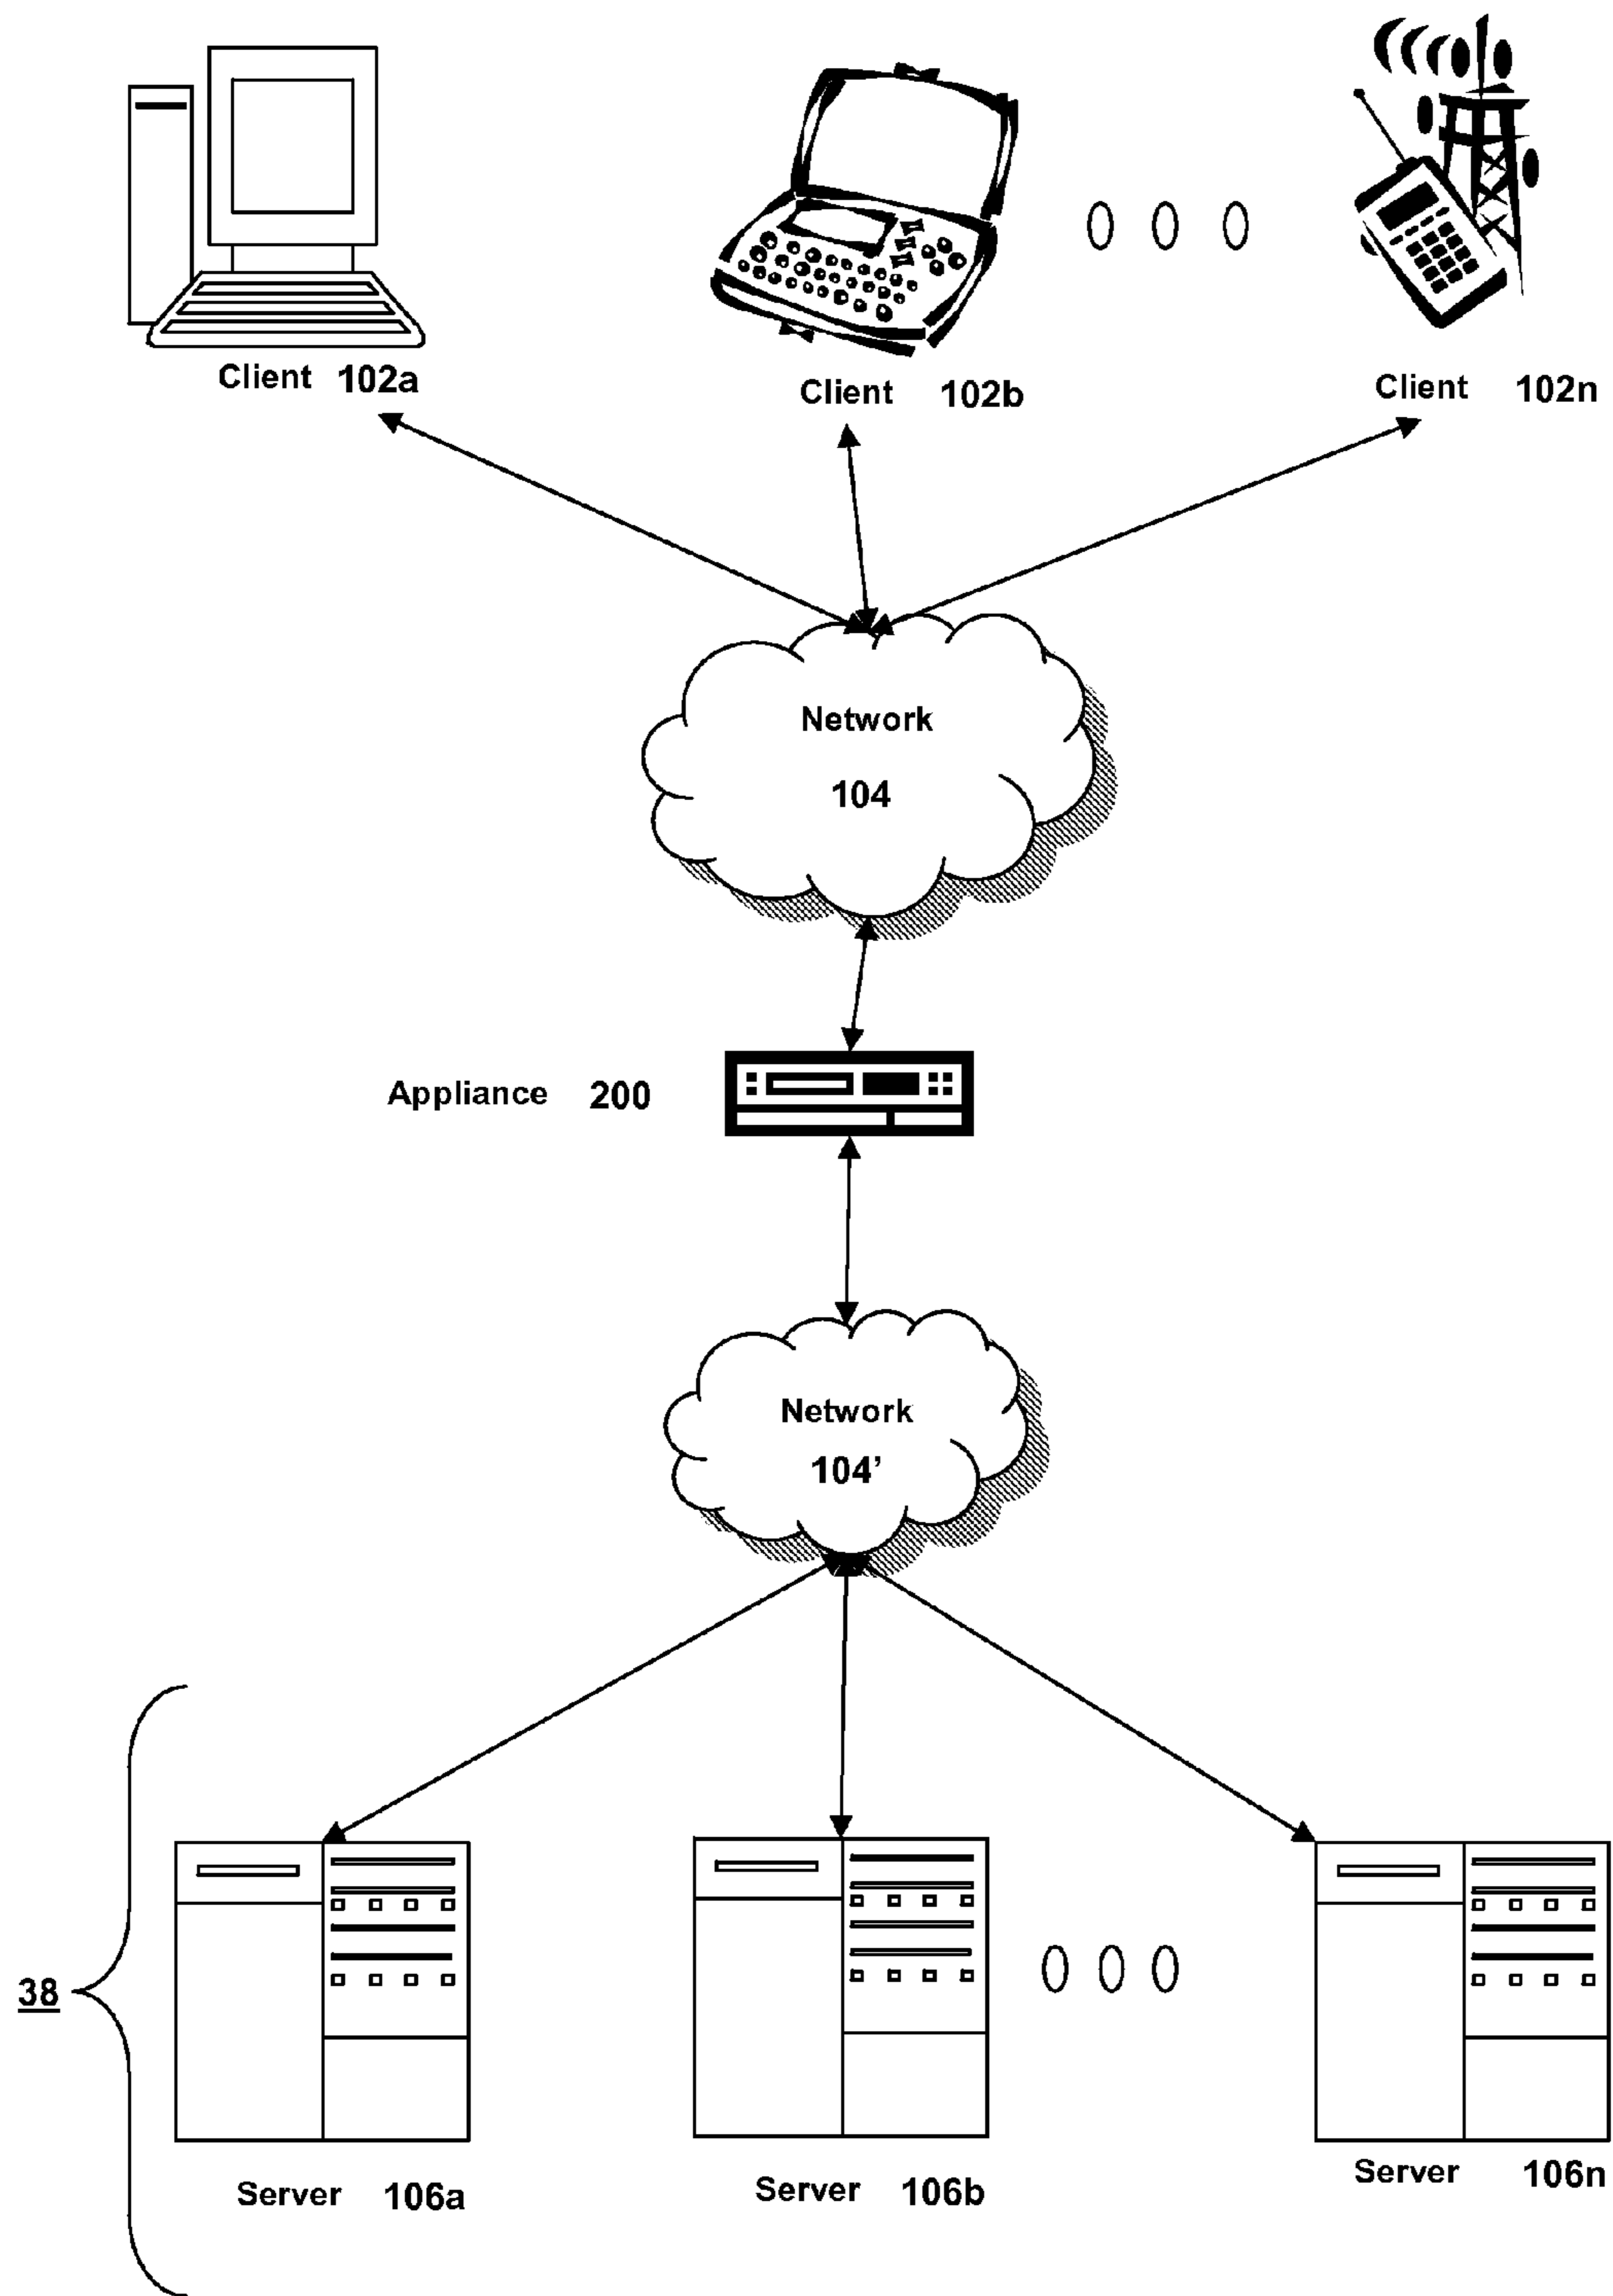 Client 102a
Client 102b
Client 102n
Network
104
Appliance 200
Network
104’
38
Server 106a
Server 106b
Server 106n